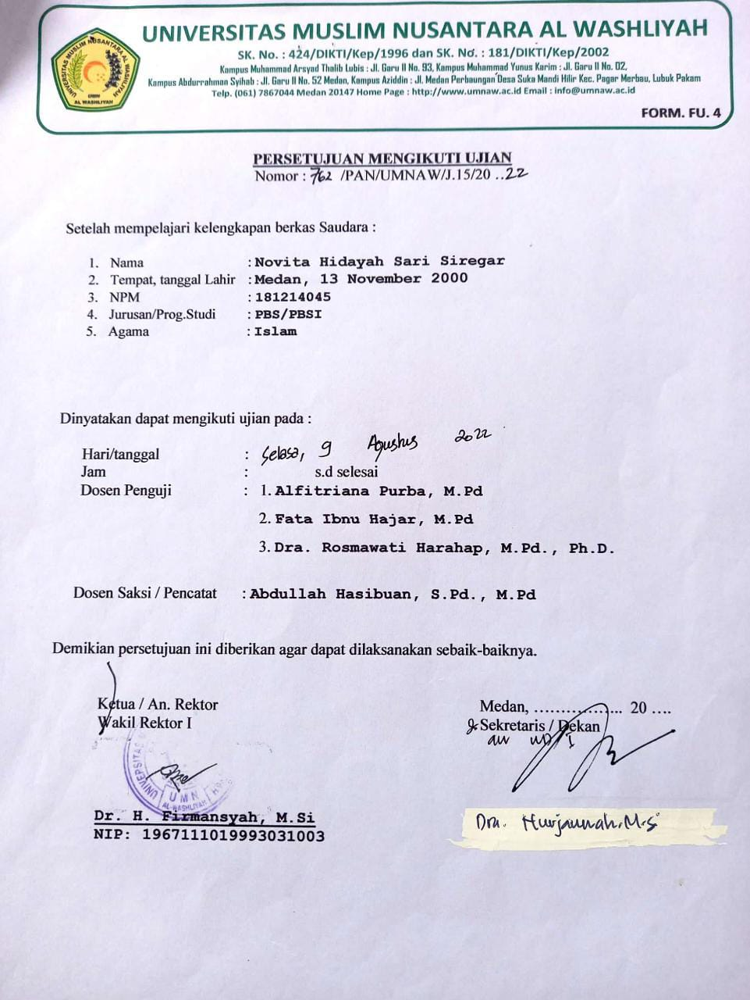 UNIVERSITAS MUSLIM NUSANTARA AL WASHLIYAH
SK. No. : 424/DIKTI/Kep/1996 dan SK. No. : 181/DIKTI/Kep/2002
Kampus Muhammad Arsyad Thalib Lubis : Jl. Garu II No. 93, Kampus Muhammad Yunus Karim : Jl. Garu II No. 02,
Kampus Abdurrahman Syihab : Jl. Garu II No. 52 Medan, Kampus Aziddin : Jl. Medan Perbaungan Desa Suka Mandi Hilir Kec. Pagar Merbau, Lubuk Pakam
Telp. (061) 7867044 Medan 20147 Home Page : http://www.umnaw.ac.id Email : info@umnaw.ac.id
UNIVERSITAS MUSLIM NUSANTARA AL WASHLIYAH
UMN
AL WASHLIYAH
FORM. FU. 4
PERSETUJUAN MENGIKUTI UJIAN
Nomor : 762 /PAN/UMNAW/J.15/20 ..22
Setelah mempelajari kelengkapan berkas Saudara :
1. Nama : Novita Hidayah Sari Siregar
2. Tempat, tanggal Lahir : Medan, 13 November 2000
3. NPM : 181214045
4. Jurusan/Prog.Studi : PBS/PBSI
5. Agama : Islam
Dinyatakan dapat mengikuti ujian pada :
Hari/tanggal : Selasa, 9 Agustus 2022
Jam : s.d selesai
Dosen Penguji : 1. Alfitriana Purba, M.Pd
2. Fata Ibnu Hajar, M.Pd
3. Dra. Rosmawati Harahap, M.Pd., Ph.D.
Dosen Saksi / Pencatat : Abdullah Hasibuan, S.Pd., M.Pd
Demikian persetujuan ini diberikan agar dapat dilaksanakan sebaik-baiknya.
Ketua / An. Rektor
Wakil Rektor I
UNIVERSITAS
UMN
AL-WASHLIYAH
Dr. H. Firmansyah, M.Si
NIP: 1967111019993031003
Medan, .................. 20 ....
Sekretaris / Dekan
Dra. Nurjannah, M.S.